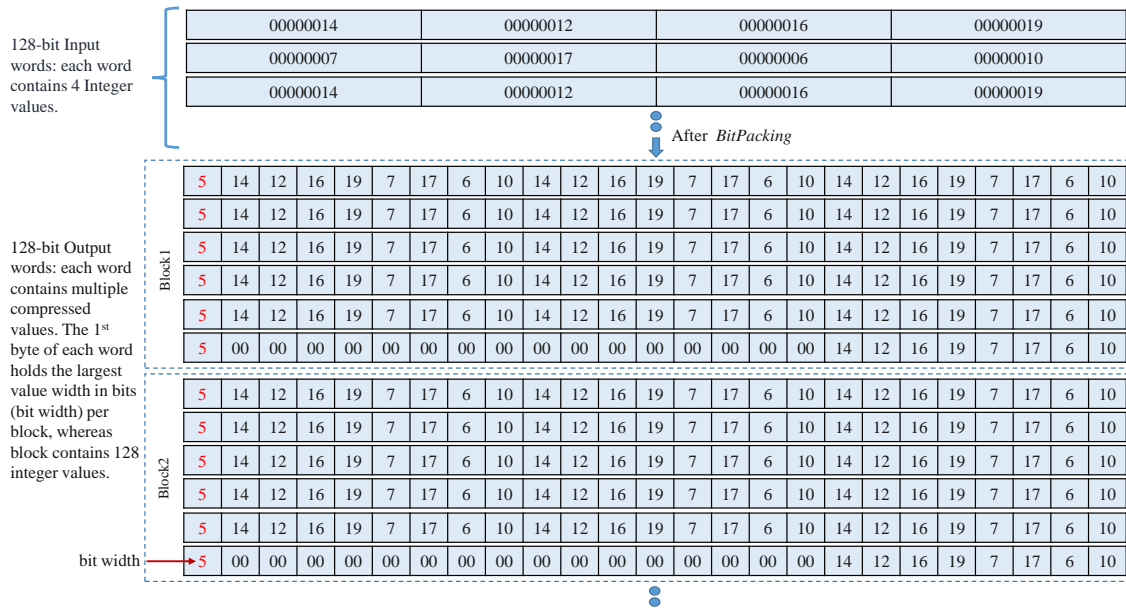 128-bit Input
words: each word
contains 4 Integer
values.
00000014 00000012 00000016 00000019
00000007 00000017 00000006 00000010
00000014 00000012 00000016 00000019
After BitPacking
128-bit Output
words: each word
contains multiple
compressed
values. The 1st
byte of each word
holds the largest
value width in bits
(bit width) per
block, whereas
block contains 128
integer values.
Block1
5 14 12 16 19 7 17 6 10 14 12 16 19 7 17 6 10 14 12 16 19 7 17 6 10
5 14 12 16 19 7 17 6 10 14 12 16 19 7 17 6 10 14 12 16 19 7 17 6 10
5 14 12 16 19 7 17 6 10 14 12 16 19 7 17 6 10 14 12 16 19 7 17 6 10
5 14 12 16 19 7 17 6 10 14 12 16 19 7 17 6 10 14 12 16 19 7 17 6 10
5 14 12 16 19 7 17 6 10 14 12 16 19 7 17 6 10 14 12 16 19 7 17 6 10
5 00 00 00 00 00 00 00 00 00 00 00 00 00 00 00 00 14 12 16 19 7 17 6 10
Block2
5 14 12 16 19 7 17 6 10 14 12 16 19 7 17 6 10 14 12 16 19 7 17 6 10
5 14 12 16 19 7 17 6 10 14 12 16 19 7 17 6 10 14 12 16 19 7 17 6 10
5 14 12 16 19 7 17 6 10 14 12 16 19 7 17 6 10 14 12 16 19 7 17 6 10
5 14 12 16 19 7 17 6 10 14 12 16 19 7 17 6 10 14 12 16 19 7 17 6 10
5 14 12 16 19 7 17 6 10 14 12 16 19 7 17 6 10 14 12 16 19 7 17 6 10
bit width
5 00 00 00 00 00 00 00 00 00 00 00 00 00 00 00 00 14 12 16 19 7 17 6 10